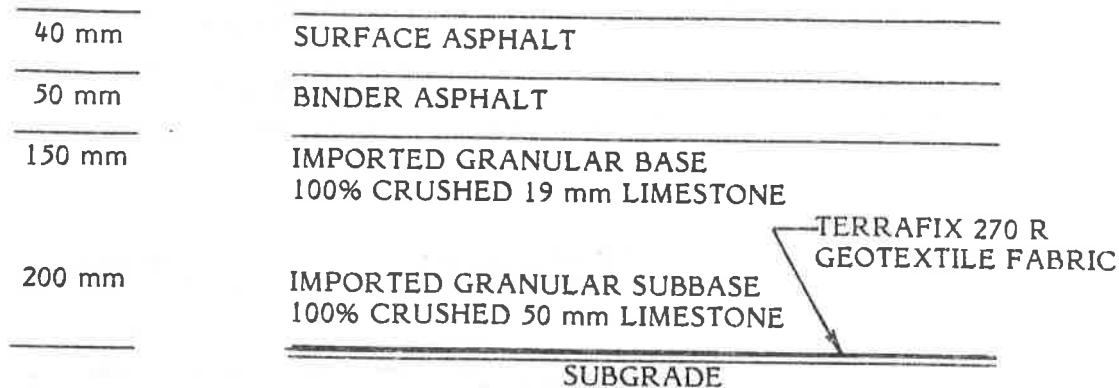 40 mm SURFACE ASPHALT
50 mm BINDER ASPHALT
150 mm IMPORTED GRANULAR BASE
100% CRUSHED 19 mm LIMESTONE
TERRAFIX 270 R
GEOTEXTILE FABRIC
200 mm IMPORTED GRANULAR SUBBASE
100% CRUSHED 50 mm LIMESTONE
SUBGRADE